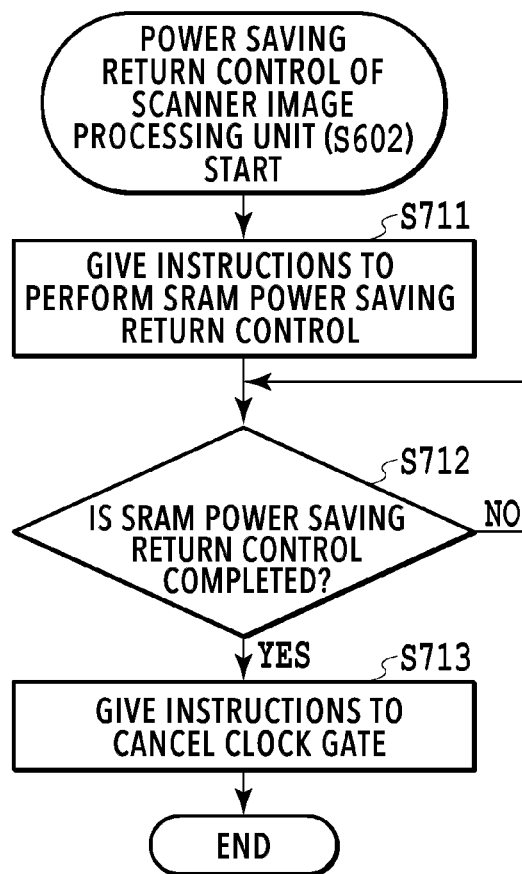 POWER SAVING
RETURN CONTROL OF
SCANNER IMAGE
PROCESSING UNIT (S602)
START
S711
GIVE INSTRUCTIONS TO
PERFORM SRAM POWER SAVING
RETURN CONTROL
S712
IS SRAM POWER SAVING
RETURN CONTROL
COMPLETED?
NO
YES
S713
GIVE INSTRUCTIONS TO
CANCEL CLOCK GATE
END